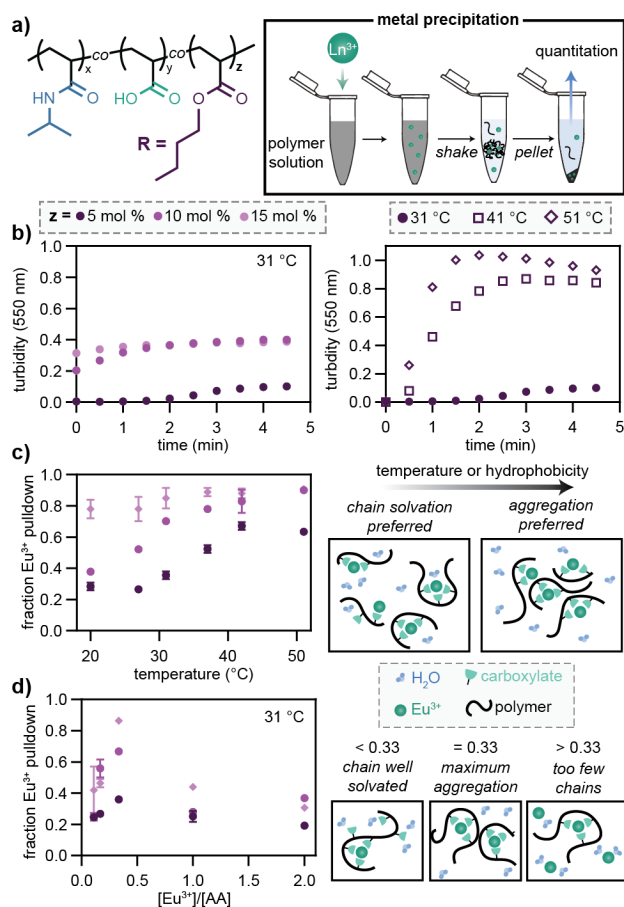 a)
co
co
x
y
z
HN
O
HO
O
O
O
R =
metal precipitation
Ln³⁺
quantitation
polymer
solution
shake
pellet
z = 5 mol % 10 mol % 15 mol %
31 °C 41 °C 51 °C
b)
31 °C
turbidity (550 nm)
1.0
0.8
0.6
0.4
0.2
0.0
0 1 2 3 4 5
time (min)
turbdity (550 nm)
1.0
0.8
0.6
0.4
0.2
0.0
0 1 2 3 4 5
time (min)
c)
fraction Eu³⁺ pulldown
1.0
0.8
0.6
0.4
0.2
0.0
20 30 40 50
temperature (°C)
temperature or hydrophobicity
chain solvation
preferred
aggregation
preferred
H₂O
carboxylate
Eu³⁺
polymer
d)
31 °C
fraction Eu³⁺ pulldown
1.0
0.8
0.6
0.4
0.2
0.0
0.0 0.5 1.0 1.5 2.0
[Eu³⁺]/[AA]
< 0.33
chain well
solvated
= 0.33
maximum
aggregation
> 0.33
too few
chains